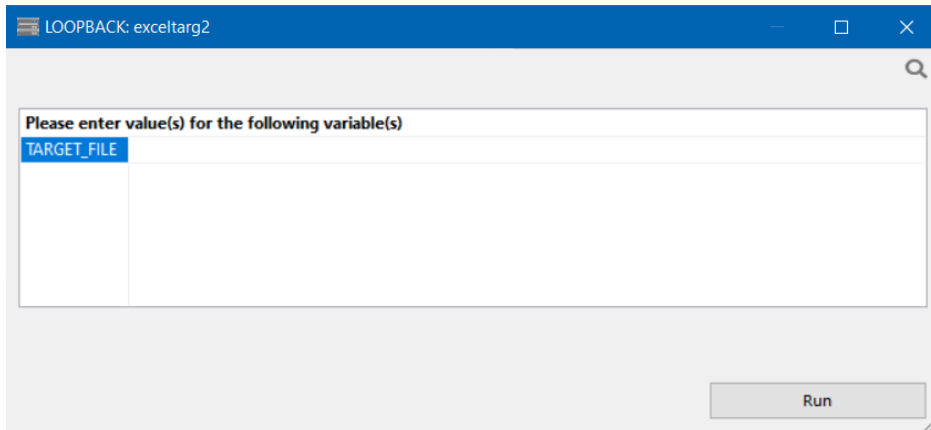 LOOPBACK: exceltarg2
Please enter value(s) for the following variable(s)
TARGET_FILE
Run